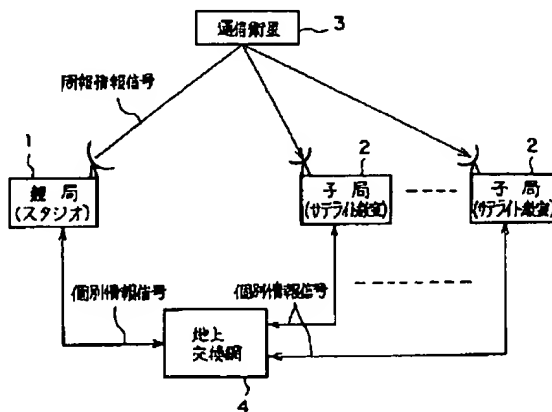 通信衛星
3
同報情報信号
1
2
2
親局
(スタジオ)
子局
(サテライト教室)
子局
(サテライト教室)
個別情報信号
個別情報信号
地上
交換網
4